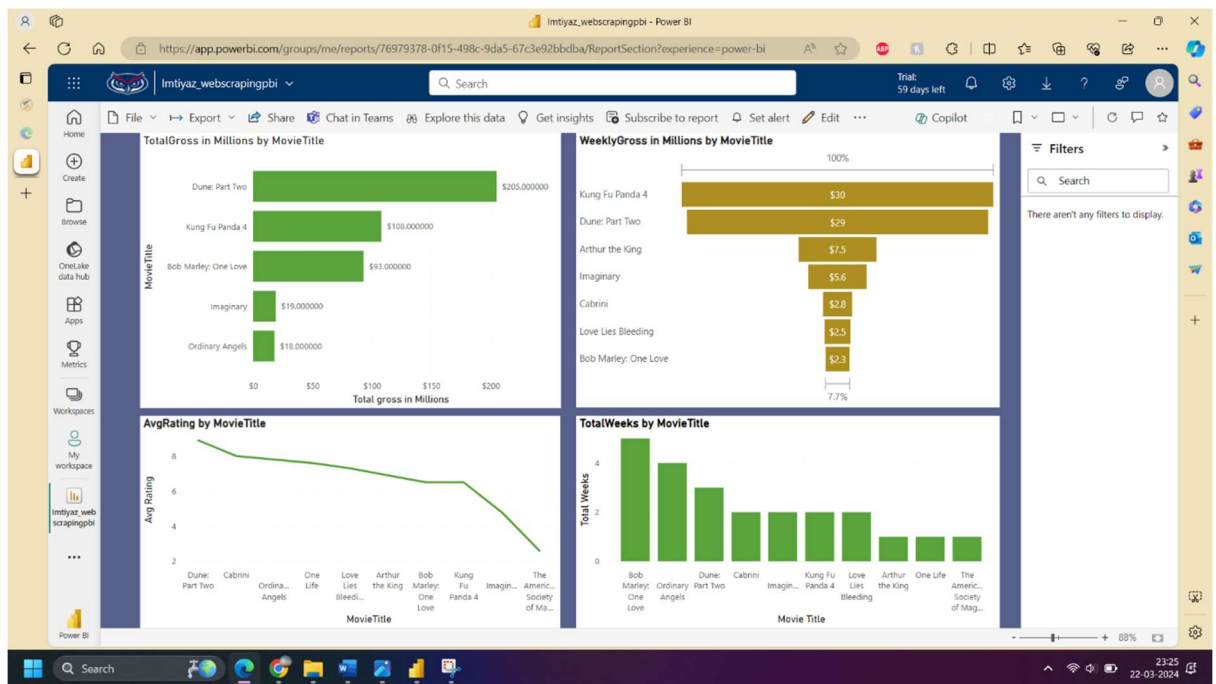 Imtiyaz_webscrapingpbi - Power BI
https://app.powerbi.com/groups/me/reports/76979378-0f15-498c-9da5-67c3e92bbdba/ReportSection?experience=power-bi
ABP
Imtiyaz_webscrapingpbi
Search
Trial:
59 days left
File
Export
Share
Chat in Teams
Explore this data
Get insights
Subscribe to report
Set alert
Edit
Copilot
Home
Create
Browse
OneLake
data hub
Apps
Metrics
Workspaces
My
workspace
Imtiyaz_web
scrapingpbi
Power BI
TotalGross in Millions by MovieTitle
MovieTitle
Dune: Part Two $205.000000
Kung Fu Panda 4 $108.000000
Bob Marley: One Love $93.000000
Imaginary $19.000000
Ordinary Angels $18.000000
$0 $50 $100 $150 $200
Total gross in Millions
WeeklyGross in Millions by MovieTitle
100%
Kung Fu Panda 4 $30
Dune: Part Two $29
Arthur the King $7.5
Imaginary $5.6
Cabrini $2.8
Love Lies Bleeding $2.5
Bob Marley: One Love $2.3
7.7%
AvgRating by MovieTitle
Avg Rating
8
6
4
2
Dune:
Part Two
Cabrini
Ordina...
Angels
One
Life
Love
Lies
Bleedi...
Arthur
the King
Bob
Marley:
One
Love
Kung
Fu
Panda 4
Imagin...
The
Americ...
Society
of Ma...
MovieTitle
TotalWeeks by MovieTitle
Total Weeks
4
2
0
Bob
Marley:
One
Love
Ordinary
Angels
Dune:
Part Two
Cabrini
Imagin...
Kung Fu
Panda 4
Love
Lies
Bleeding
Arthur
the King
One Life
The
Americ...
Society
of Mag...
Movie Title
Filters
Search
There aren't any filters to display.
88%
Search
23:25
22-03-2024